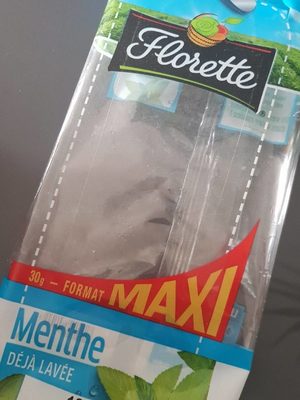 Florette
30g - FORMAT MAXI
Menthe
DÉJÀ LAVÉE